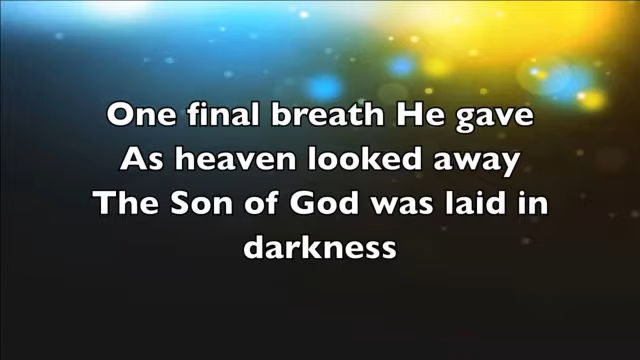 One final breath He gave
As heaven looked away
The Son of God was laid in
darkness